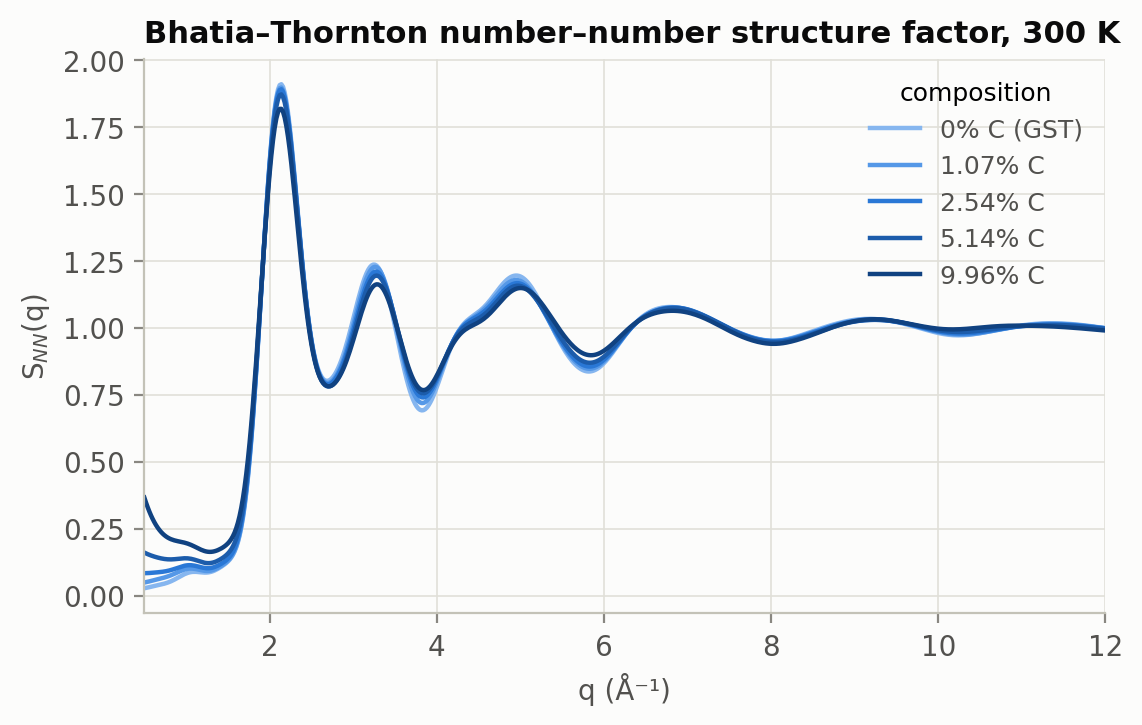 Bhatia–Thornton number–number structure factor, 300 K
2.00
1.75
1.50
1.25
1.00
0.75
0.50
0.25
0.00
S_NN(q)
composition
0% C (GST)
1.07% C
2.54% C
5.14% C
9.96% C
2 4 6 8 10 12
q (Å⁻¹)